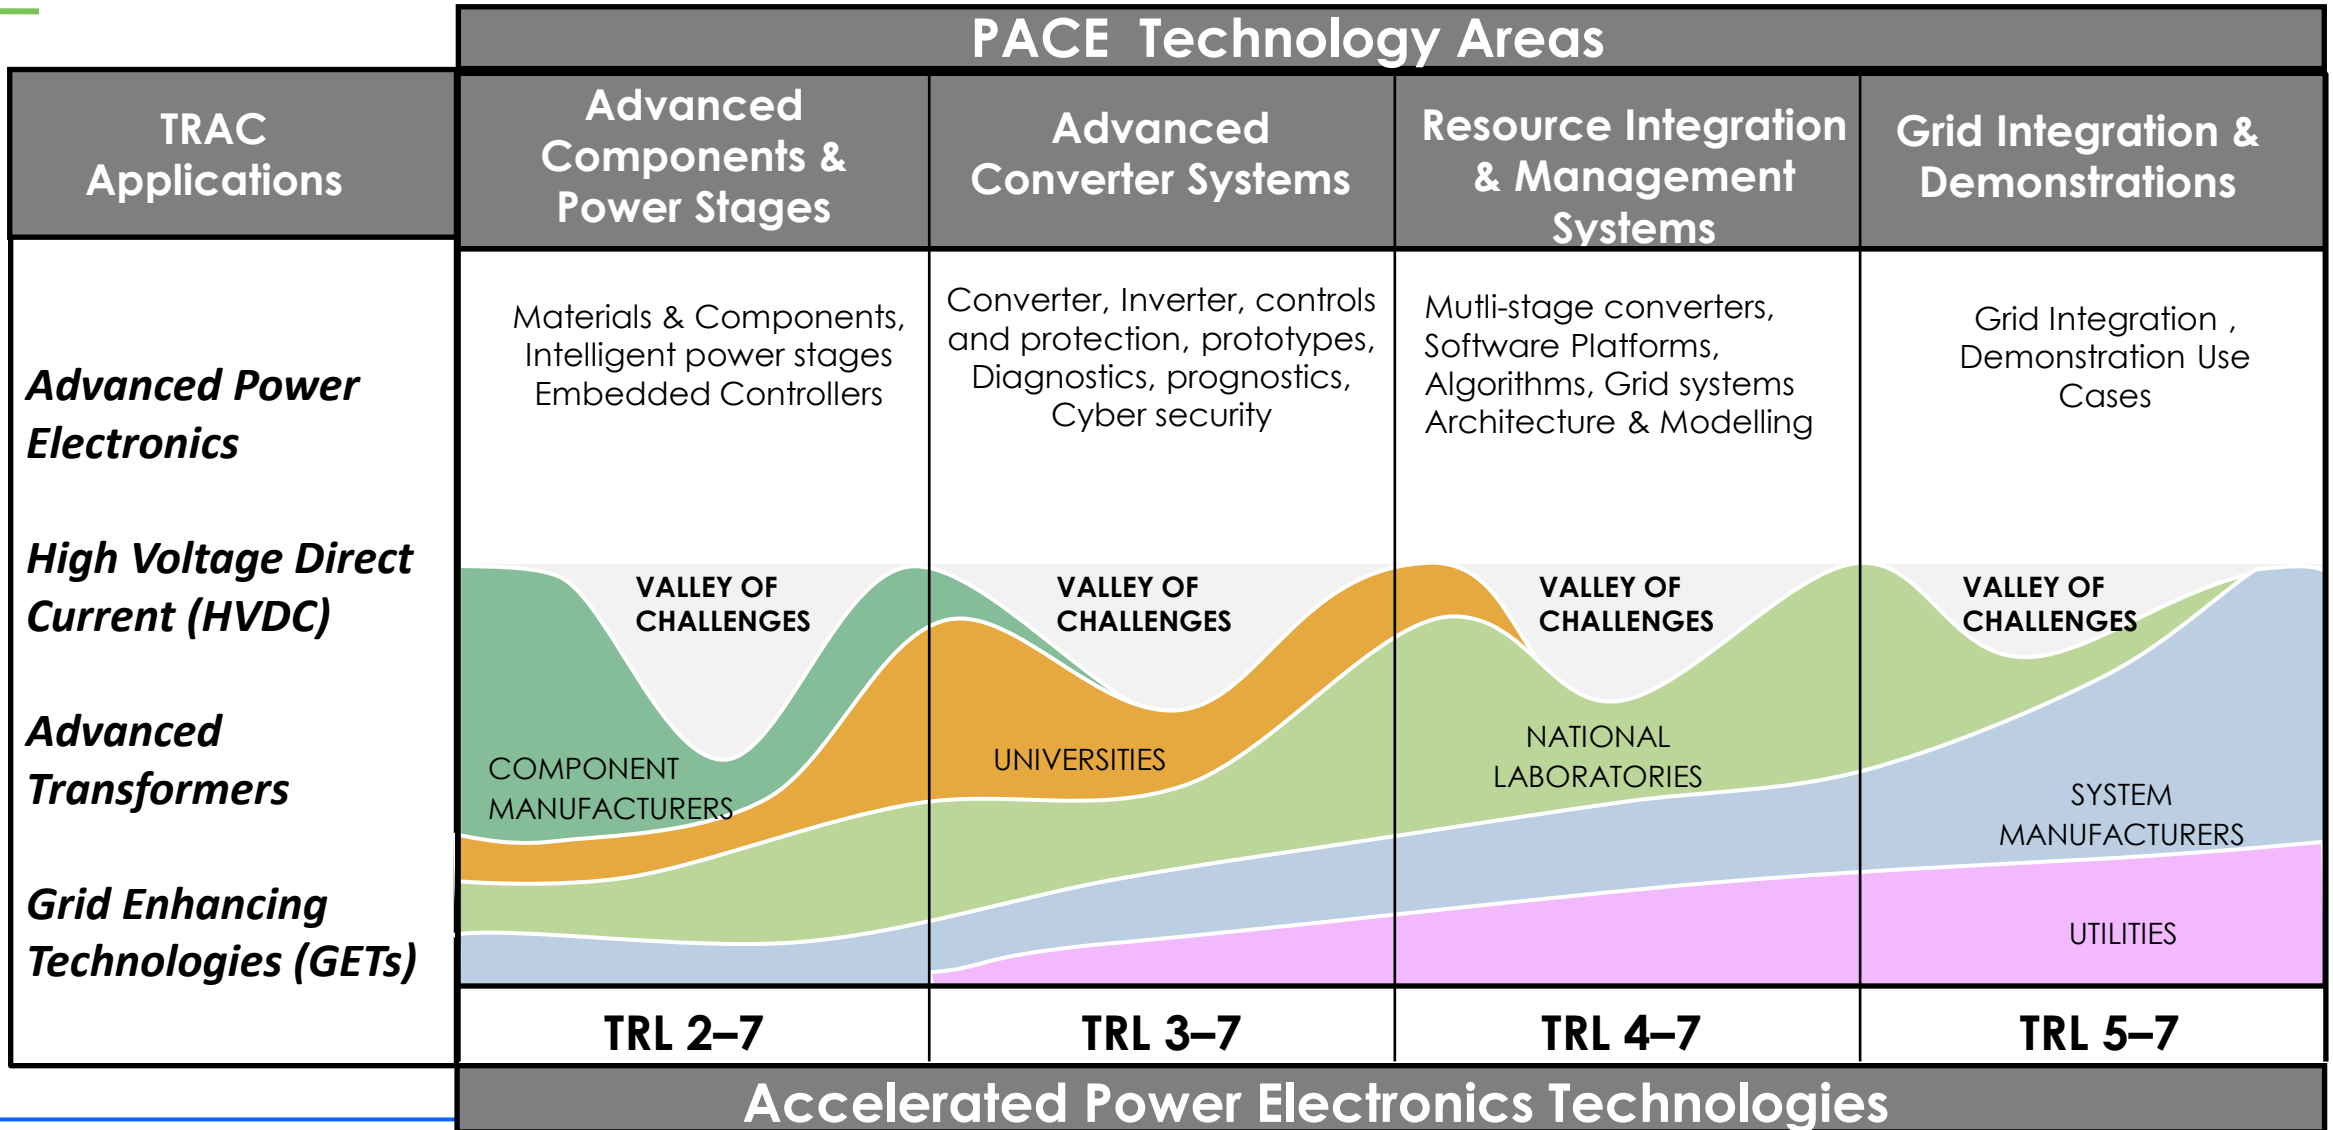 PACE Technology Areas
TRAC
Applications
Advanced
Components &
Power Stages
Advanced
Converter Systems
Resource Integration
& Management
Systems
Grid Integration &
Demonstrations
Advanced Power
Electronics
High Voltage Direct
Current (HVDC)
Advanced
Transformers
Grid Enhancing
Technologies (GETs)
Materials & Components,
Intelligent power stages
Embedded Controllers
Converter, Inverter, controls
and protection, prototypes,
Diagnostics, prognostics,
Cyber security
Mutli-stage converters,
Software Platforms,
Algorithms, Grid systems
Architecture & Modelling
Grid Integration ,
Demonstration Use
Cases
VALLEY OF
CHALLENGES
VALLEY OF
CHALLENGES
VALLEY OF
CHALLENGES
VALLEY OF
CHALLENGES
COMPONENT
MANUFACTURERS
UNIVERSITIES
NATIONAL
LABORATORIES
SYSTEM
MANUFACTURERS
UTILITIES
TRL 2–7
TRL 3–7
TRL 4–7
TRL 5–7
Accelerated Power Electronics Technologies